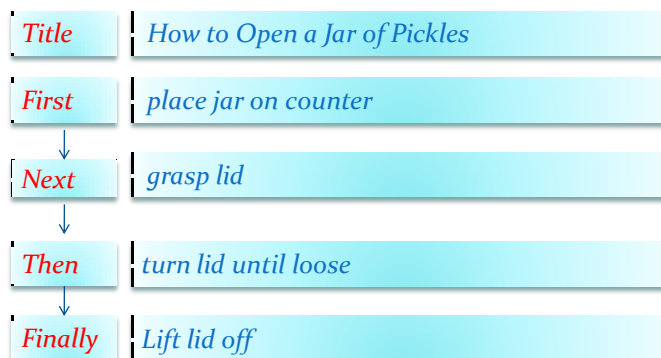 Title How to Open a Jar of Pickles
First place jar on counter
Next grasp lid
Then turn lid until loose
Finally Lift lid off